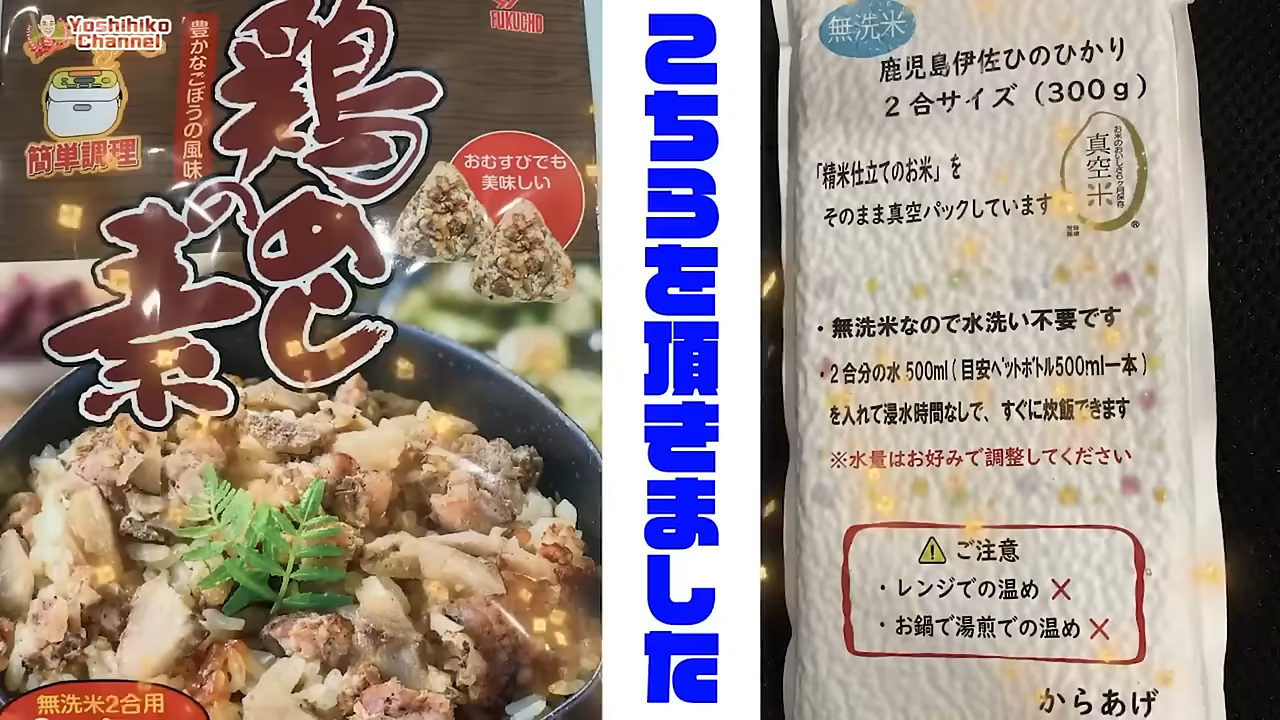 Yoshihiko
Channel
簡単調理
豊かなごぼうの風味
鶏めし
の素
FUKUCHO
おむすびでも
美味しい
無洗米2合用
こちらを頂きました
無洗米
鹿児島伊佐ひのひかり
2合サイズ（300g）
「精米仕立てのお米」を
そのまま真空パックしています
真空米
®
・無洗米なので水洗い不要です
・2合分の水 500ml(目安ペットボトル500ml一本)
を入れて浸水時間なしで、すぐに炊飯できます
※水量はお好みで調整してください
ご注意
・レンジでの温め ×
・お鍋で湯煎での温め ×
からあげ